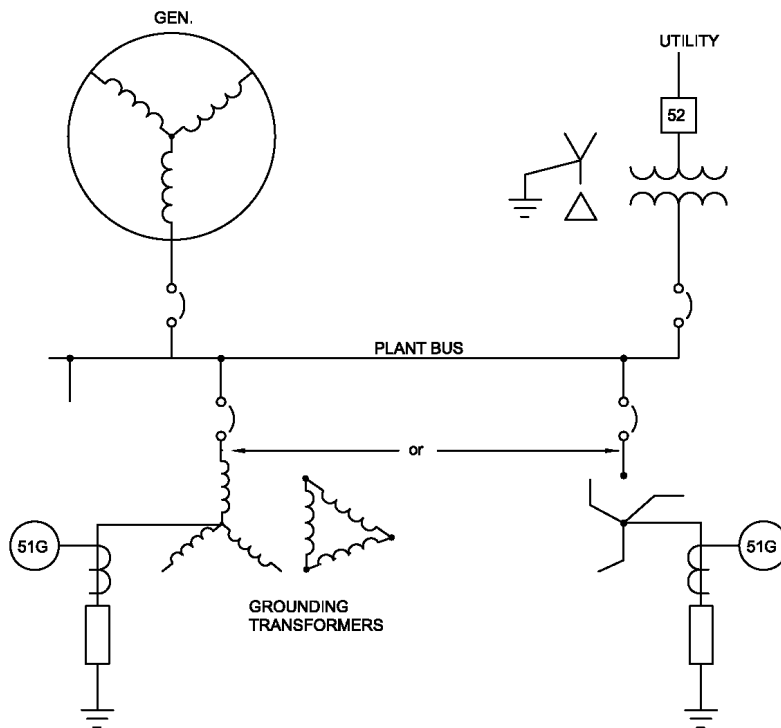 GEN.
UTILITY
52
PLANT BUS
or
51G
51G
GROUNDING
TRANSFORMERS